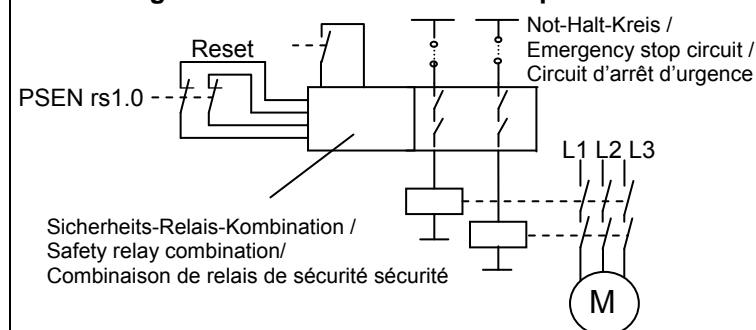 Not-Halt-Kreis /
Emergency stop circuit /
Circuit d'arrêt d'urgence
Reset
PSEN rs1.0
L1 L2 L3
Sicherheits-Relais-Kombination /
Safety relay combination/
Combinaison de relais de sécurité sécurité
M